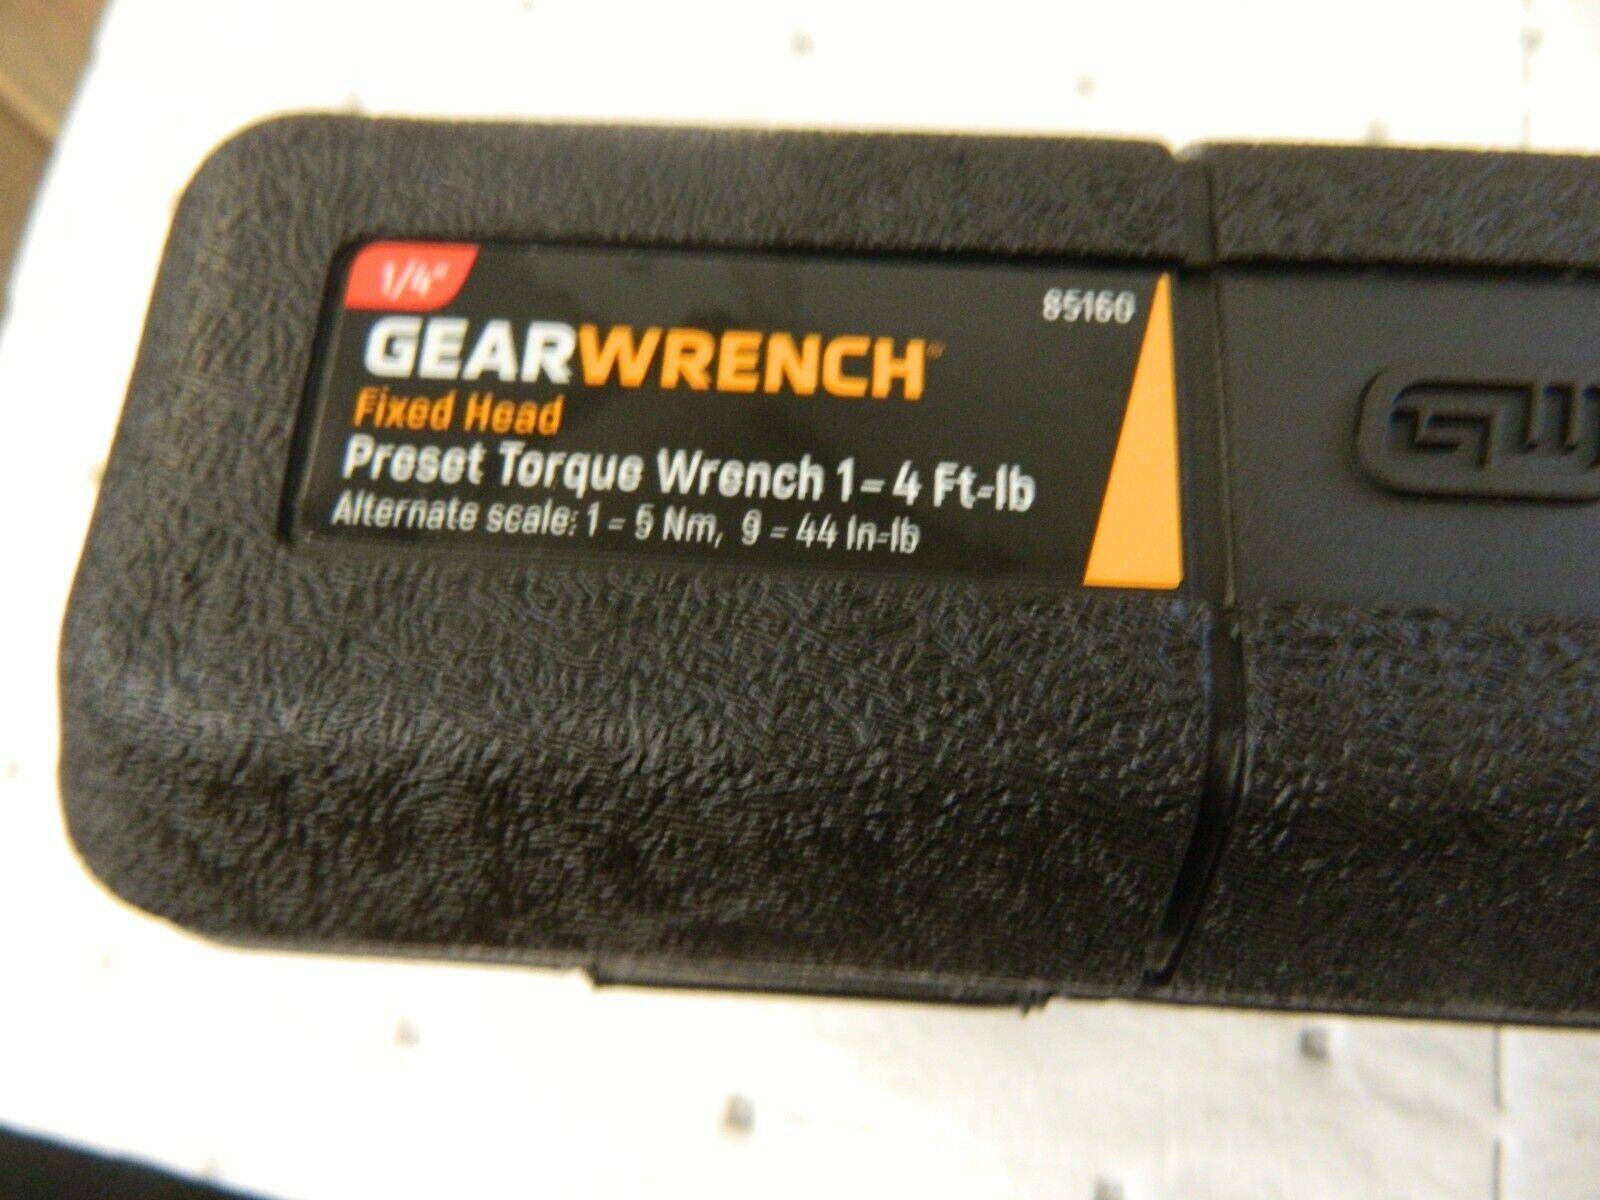 1/4"
85160
GEARWRENCH®
Fixed Head
Preset Torque Wrench 1 - 4 Ft-lb
Alternate scale: 1 - 5 Nm, 9 - 44 In-lb
GW